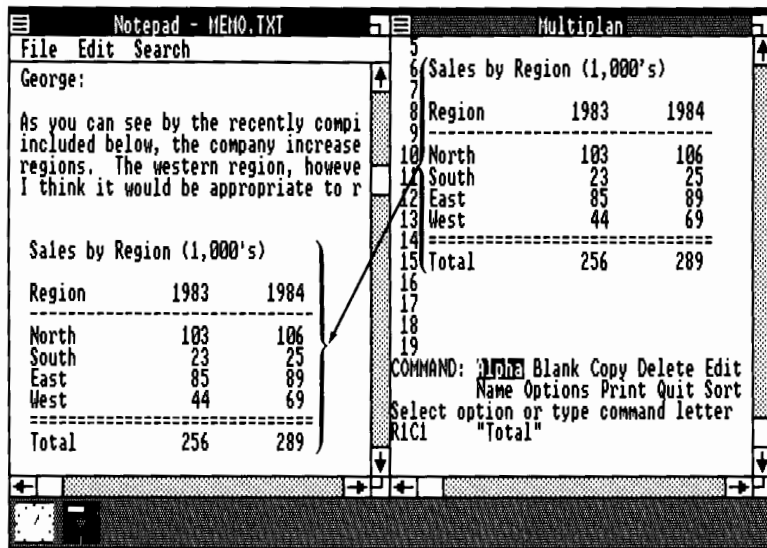 Notepad - MEMO.TXT
File Edit Search
George:
As you can see by the recently compi
included below, the company increase
regions. The western region, howeve
I think it would be appropriate to r
Sales by Region (1,000's)
Region 1983 1984
North 103 106
South 23 25
East 85 89
West 44 69
Total 256 289
Multiplan
5
6 Sales by Region (1,000's)
7
8 Region 1983 1984
9
10 North 103 106
11 South 23 25
12 East 85 89
13 West 44 69
14
15 Total 256 289
16
17
18
19
COMMAND: Alpha Blank Copy Delete Edit
Name Options Print Quit Sort
Select option or type command letter
R1C1 "Total"